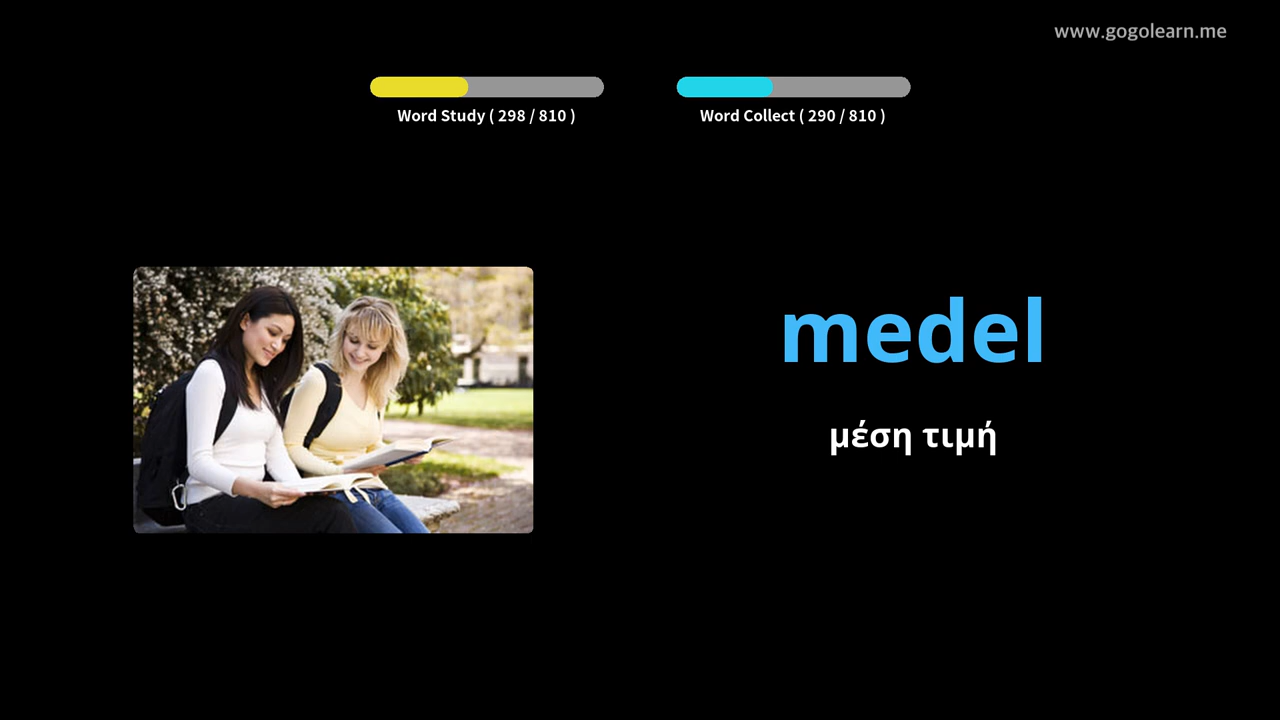 www.gogolearn.me
Word Study ( 298 / 810 )
Word Collect ( 290 / 810 )
medel
μέση τιμή